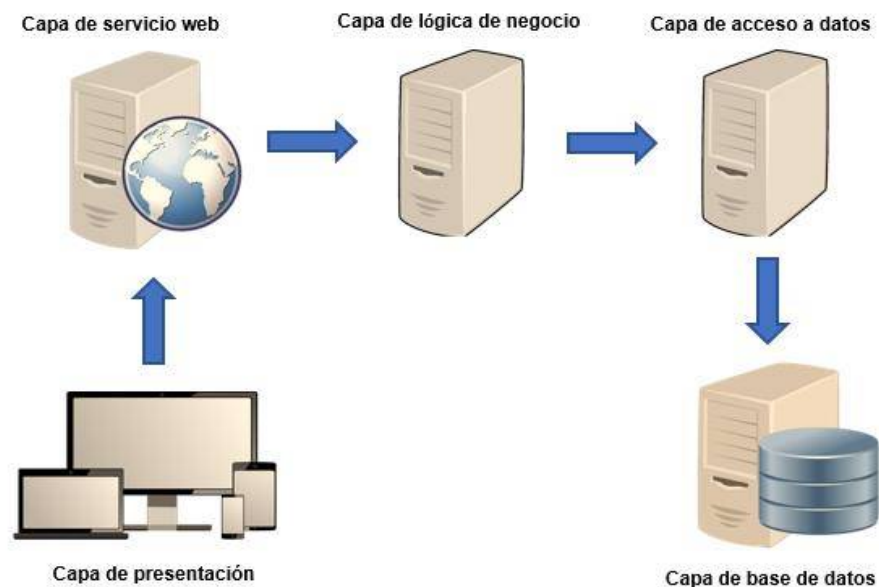 Capa de servicio web
Capa de lógica de negocio
Capa de acceso a datos
Capa de presentación
Capa de base de datos